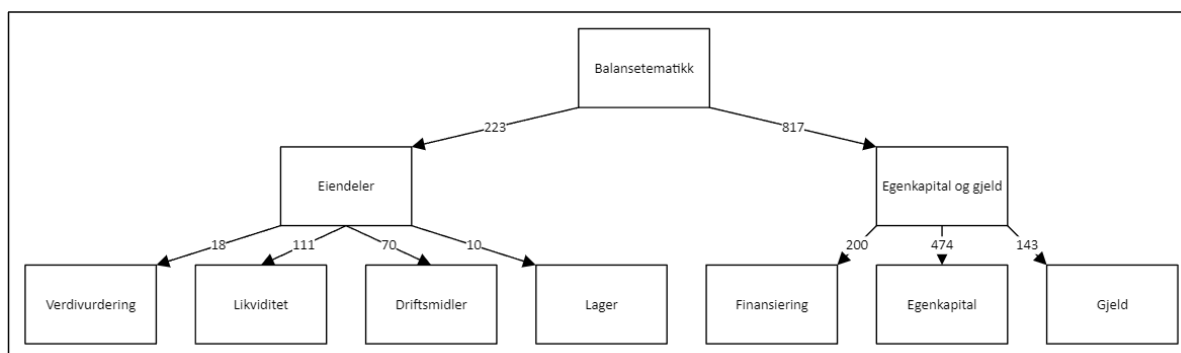 Balansetematikk
223
817
Eiendeler
Egenkapital og gjeld
18
111
70
10
200
474
143
Verdivurdering
Likviditet
Driftsmidler
Lager
Finansiering
Egenkapital
Gjeld